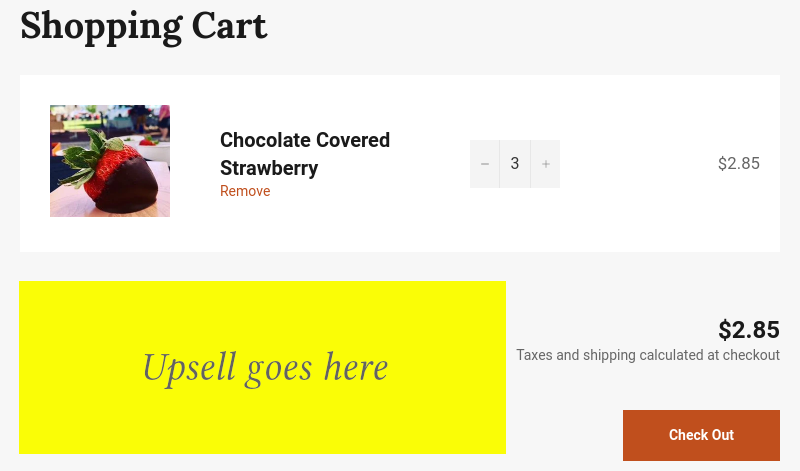 Shopping Cart
Chocolate Covered
Strawberry
Remove
− 3 +
$2.85
Upsell goes here
$2.85
Taxes and shipping calculated at checkout
Check Out